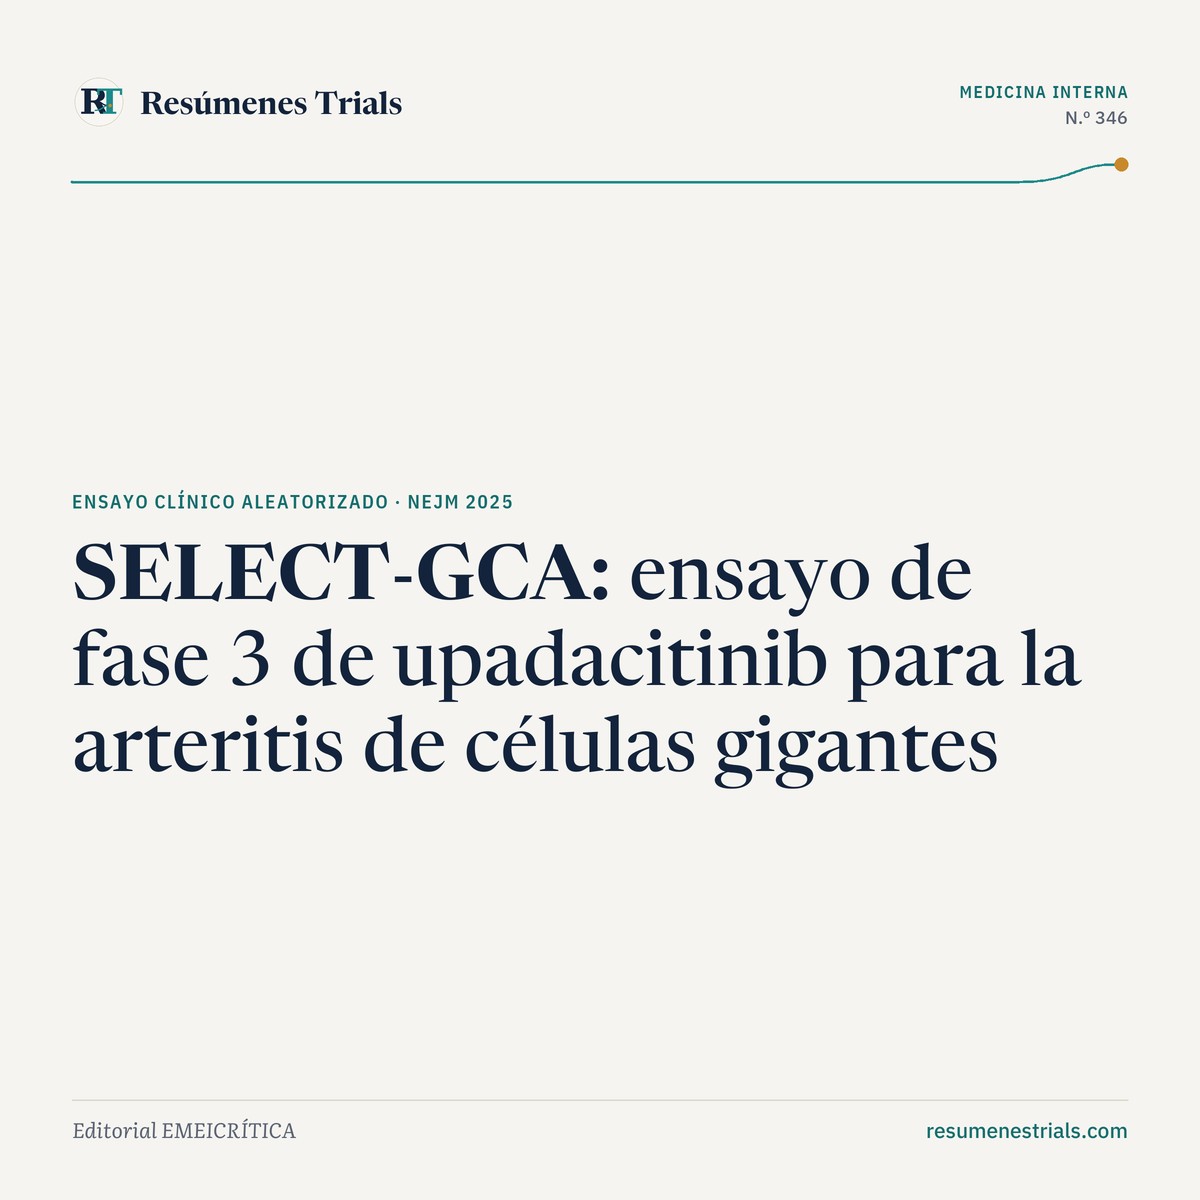 RT Resúmenes Trials
MEDICINA INTERNA
N.º 346
ENSAYO CLÍNICO ALEATORIZADO · NEJM 2025
SELECT-GCA: ensayo de
fase 3 de upadacitinib para la
arteritis de células gigantes
Editorial EMEICRÍTICA
resumenestrials.com